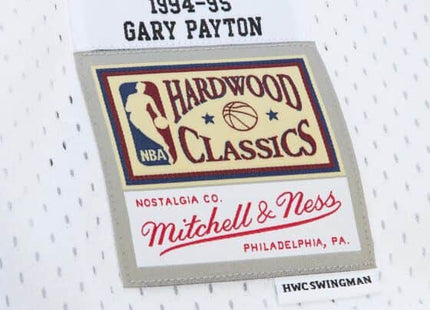 1994-95
GARY PAYTON
HARDWOOD
NBA
CLASSICS
NOSTALGIA CO.
Mitchell & Ness
PHILADELPHIA, PA.
HWC SWINGMAN